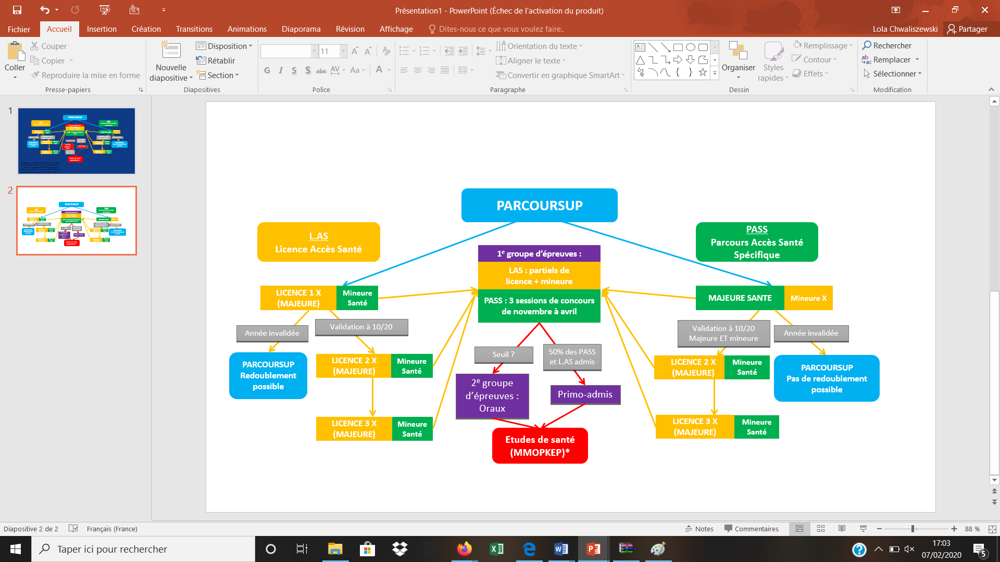 Présentation1 - PowerPoint (Échec de l'activation du produit)
Fichier
Accueil
Insertion
Création
Transitions
Animations
Diaporama
Révision
Affichage
Dites-nous ce que vous voulez faire..
Lola Chwaliszewski
Partager
Coller
Couper
Copier
Reproduire la mise en forme
Presse-papiers
Nouvelle
diapositive
Disposition
Rétablir
Section
Diapositives
11
G I S S abc AV Aa A
Police
Orientation du texte
Aligner le texte
Convertir en graphique SmartArt
Paragraphe
Organiser
Styles
rapides
Remplissage
Contour
Effets
Dessin
Rechercher
Remplacer
Sélectionner
Modification
1
2
PARCOURSUP
L.AS
Licence Accès Santé
PASS
Parcours Accès Santé
Spécifique
1e groupe d'épreuves :
LAS : partiels de
licence + mineure
PASS : 3 sessions de concours
de novembre à avril
LICENCE 1 X
(MAJEURE)
Mineure
Santé
MAJEURE SANTE
Mineure X
Année invalidée
Validation à 10/20
Validation à 10/20
Majeure ET mineure
Année invalidée
Seuil ?
50% des PASS
et L.AS admis
PARCOURSUP
Redoublement
possible
LICENCE 2 X
(MAJEURE)
Mineure
Santé
2e groupe
d'épreuves :
Oraux
Primo-admis
LICENCE 2 X
(MAJEURE)
Mineure
Santé
PARCOURSUP
Pas de redoublement
possible
LICENCE 3 X
(MAJEURE)
Mineure
Santé
Etudes de santé
(MMOPKEP)*
LICENCE 3 X
(MAJEURE)
Mineure
Santé
Diapositive 2 de 2
Français (France)
Notes
Commentaires
88 %
Taper ici pour rechercher
17:03
07/02/2020
5